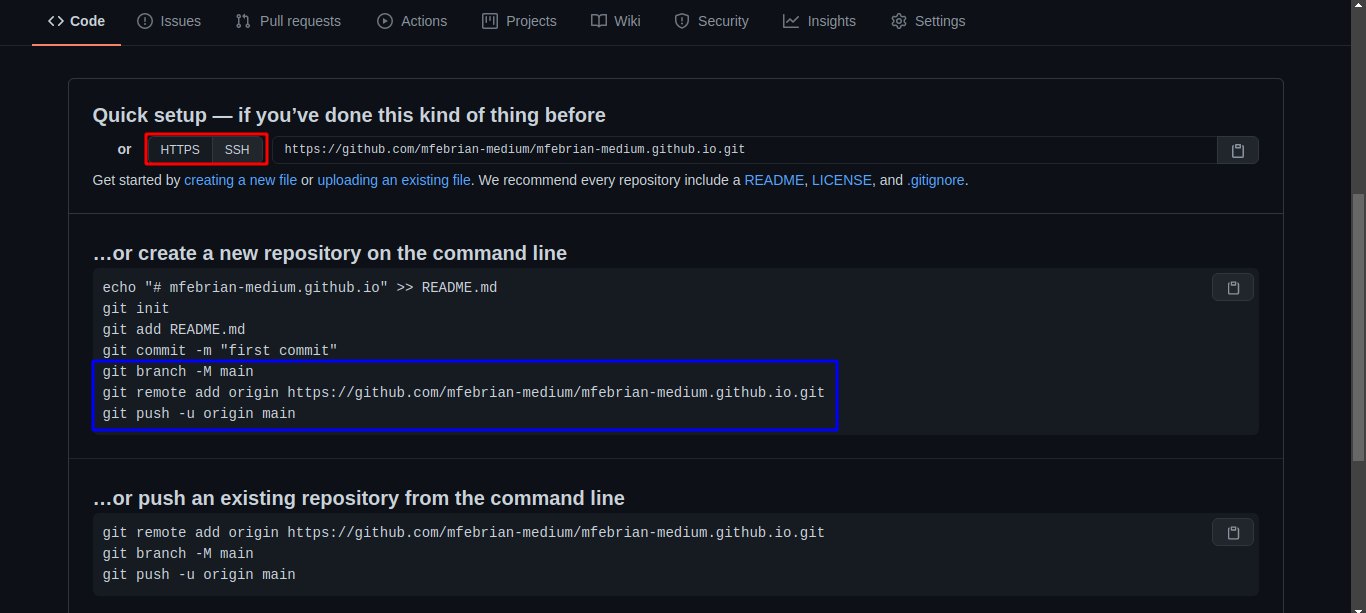 Code Issues Pull requests Actions Projects Wiki Security Insights Settings
Quick setup — if you've done this kind of thing before
or HTTPS SSH https://github.com/mfebrian-medium/mfebrian-medium.github.io.git
Get started by creating a new file or uploading an existing file. We recommend every repository include a README, LICENSE, and .gitignore.
…or create a new repository on the command line
echo "# mfebrian-medium.github.io" >> README.md
git init
git add README.md
git commit -m "first commit"
git branch -M main
git remote add origin https://github.com/mfebrian-medium/mfebrian-medium.github.io.git
git push -u origin main
…or push an existing repository from the command line
git remote add origin https://github.com/mfebrian-medium/mfebrian-medium.github.io.git
git branch -M main
git push -u origin main